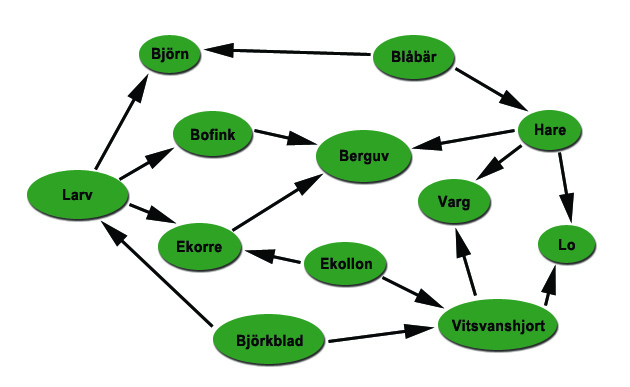 Björn
Blåbär
Bofink
Hare
Berguv
Larv
Varg
Ekorre
Lo
Ekollon
Vitsvanshjort
Björkblad